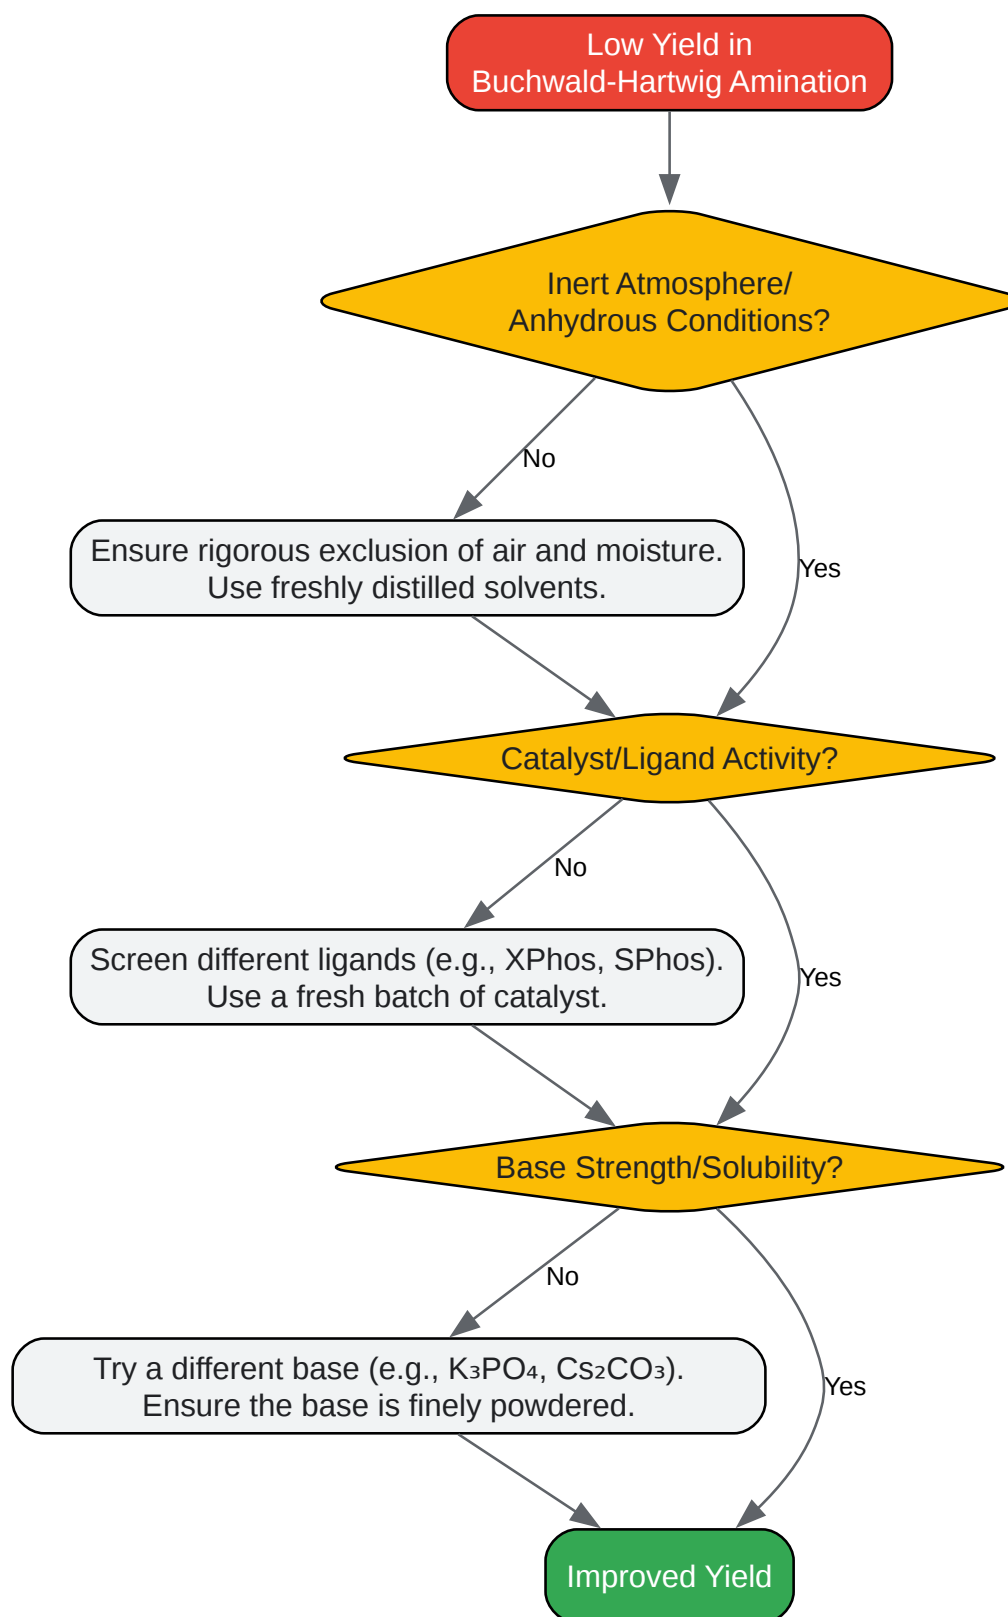 Low Yield in
Buchwald-Hartwig Amination
Inert Atmosphere/
Anhydrous Conditions?
No
Ensure rigorous exclusion of air and moisture.
Use freshly distilled solvents.
Yes
Catalyst/Ligand Activity?
No
Screen different ligands (e.g., XPhos, SPhos).
Use a fresh batch of catalyst.
Yes
Base Strength/Solubility?
No
Try a different base (e.g., K₃PO₄, Cs₂CO₃).
Ensure the base is finely powdered.
Yes
Improved Yield